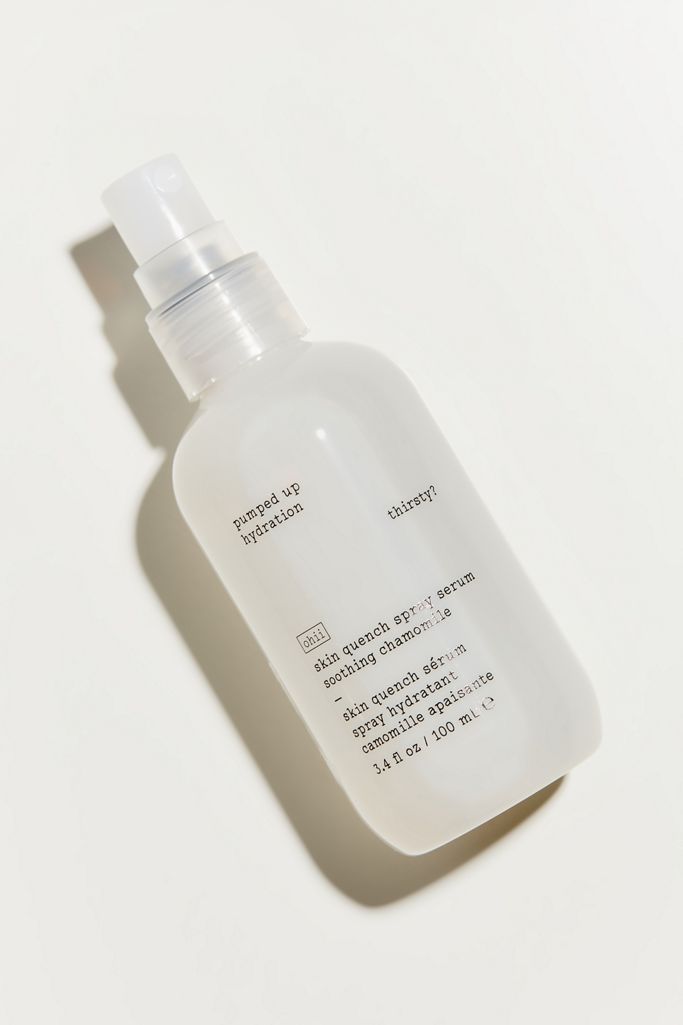 pumped up
hydration
thirsty?
ohii
skin quench spray serum
soothing chamomile
–
skin quench sérum
spray hydratant
camomille apaisante
3.4 fl oz / 100 mL ℮